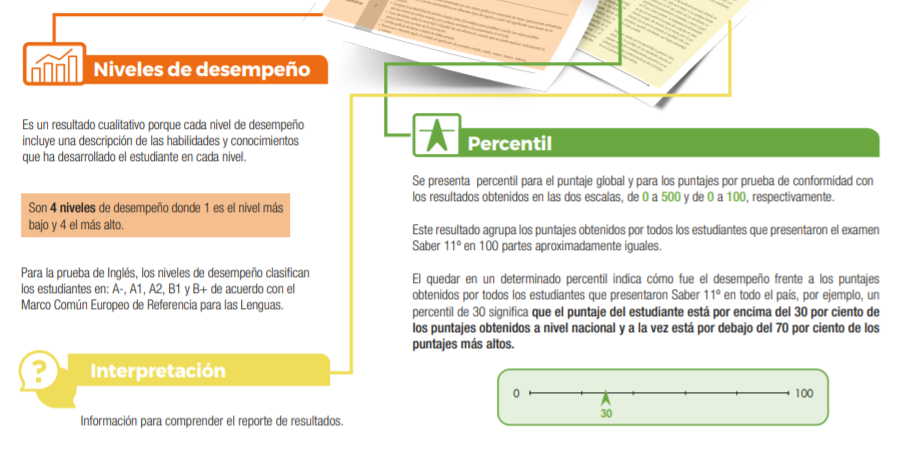 Niveles de desempeño
Es un resultado cualitativo porque cada nivel de desempeño
incluye una descripción de las habilidades y conocimientos
que ha desarrollado el estudiante en cada nivel.
Son 4 niveles de desempeño donde 1 es el nivel más
bajo y 4 el más alto.
Para la prueba de Inglés, los niveles de desempeño clasifican
los estudiantes en: A-, A1, A2, B1 y B+ de acuerdo con el
Marco Común Europeo de Referencia para las Lenguas.
Interpretación
Información para comprender el reporte de resultados.
Percentil
Se presenta percentil para el puntaje global y para los puntajes por prueba de conformidad con
los resultados obtenidos en las dos escalas, de 0 a 500 y de 0 a 100, respectivamente.
Este resultado agrupa los puntajes obtenidos por todos los estudiantes que presentaron el examen
Saber 11º en 100 partes aproximadamente iguales.
El quedar en un determinado percentil indica cómo fue el desempeño frente a los puntajes
obtenidos por todos los estudiantes que presentaron Saber 11º en todo el país, por ejemplo, un
percentil de 30 significa que el puntaje del estudiante está por encima del 30 por ciento de
los puntajes obtenidos a nivel nacional y a la vez está por debajo del 70 por ciento de los
puntajes más altos.
0 100
30